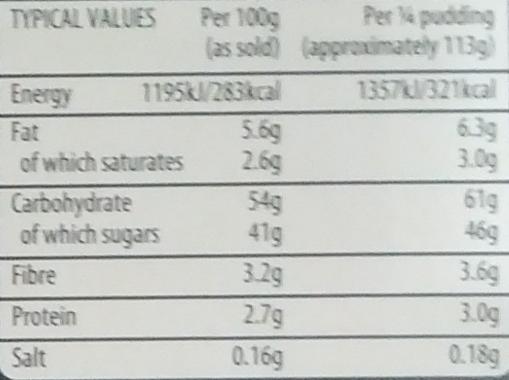 TYPICAL VALUES Per 100g Per ¼ pudding
(as sold) (approximately 113g)
Energy 1195kJ/283kcal 1357kJ/321kcal
Fat 5.6g 6.3g
of which saturates 2.6g 3.0g
Carbohydrate 54g 61g
of which sugars 41g 46g
Fibre 3.2g 3.6g
Protein 2.7g 3.0g
Salt 0.16g 0.18g